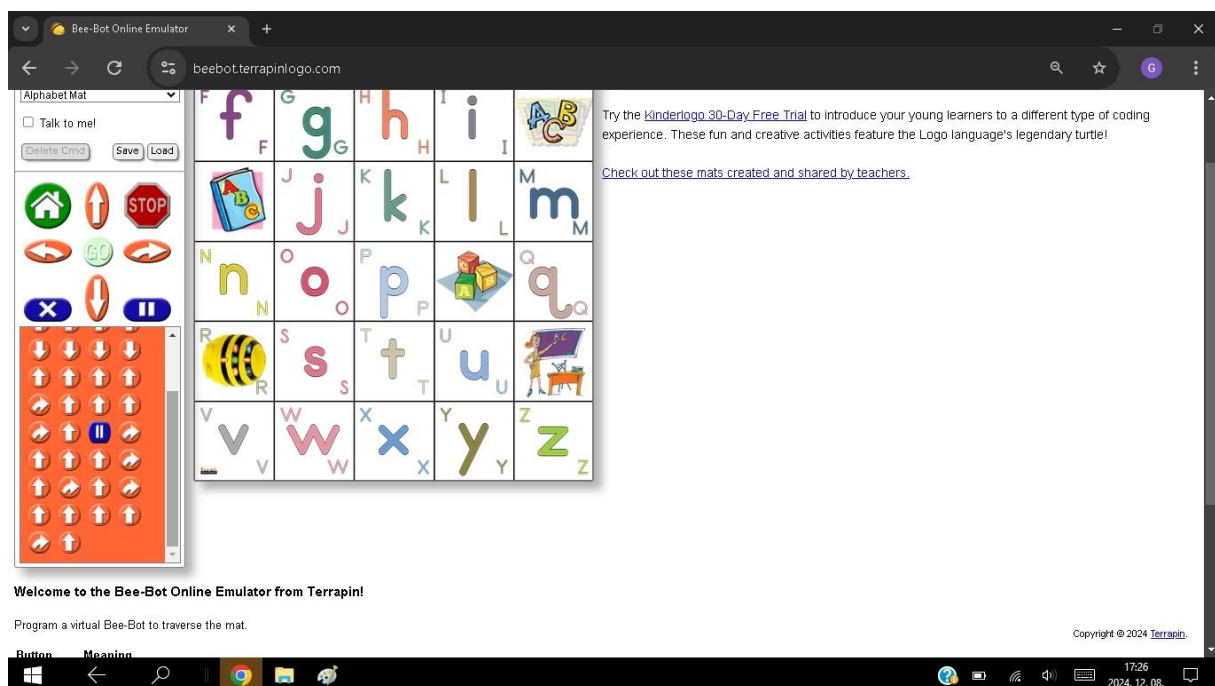 Bee-Bot Online Emulator
beebot.terrapinlogo.com
G
Alphabet Mat
Talk to me!
Delete Cmd Save Load
STOP
GO
F f F G g G H h H I i I A B C
A B C J j J K k K L l L M m M
N n N O o O P p P A B Q q Q
R R S s S T t T U u U
V v V W w W X x X Y y Y Z z Z
Try the Kinderlogo 30-Day Free Trial to introduce your young learners to a different type of coding
experience. These fun and creative activities feature the Logo language's legendary turtle!
Check out these mats created and shared by teachers.
Welcome to the Bee-Bot Online Emulator from Terrapin!
Program a virtual Bee-Bot to traverse the mat.
Copyright © 2024 Terrapin.
Button Meaning
17:26
2024. 12. 08.